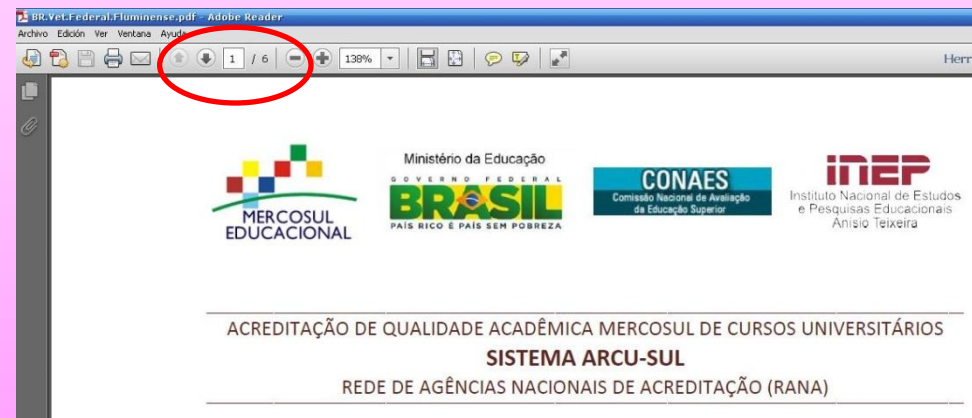 BR.Vet.Federal.Fluminense.pdf - Adobe Reader
Archivo Edición Ver Ventana Ayuda
1 / 6 138% Herr
MERCOSUL
EDUCACIONAL
Ministério da Educação
GOVERNO FEDERAL
BRASIL
PAÍS RICO É PAÍS SEM POBREZA
CONAES
Comissão Nacional de Avaliação
da Educação Superior
inep
Instituto Nacional de Estudos
e Pesquisas Educacionais
Anisio Teixeira
ACREDITAÇÃO DE QUALIDADE ACADÊMICA MERCOSUL DE CURSOS UNIVERSITÁRIOS
SISTEMA ARCU-SUL
REDE DE AGÊNCIAS NACIONAIS DE ACREDITAÇÃO (RANA)